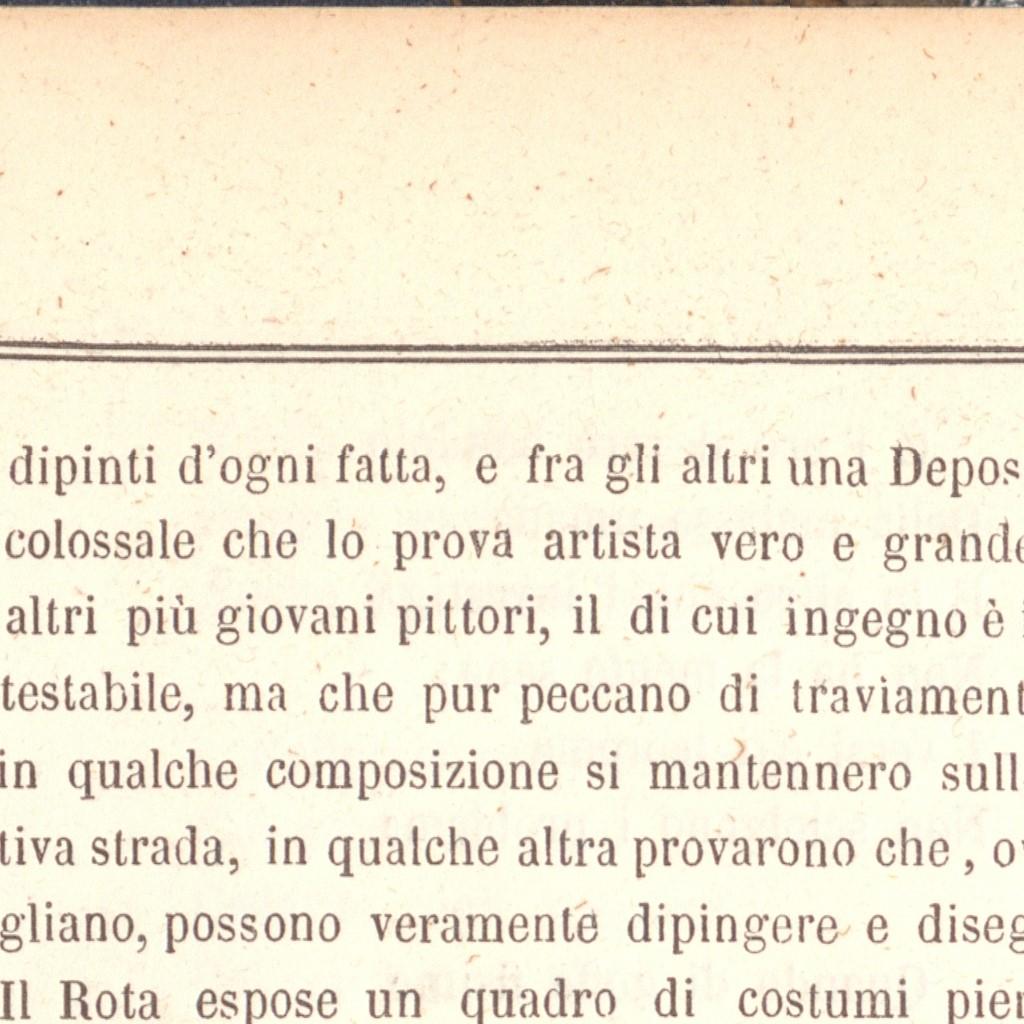 dipinti d'ogni fatta, e fra gli altri una Depos
colossale che lo prova artista vero e grande
altri più giovani pittori, il di cui ingegno è
testabile, ma che pur peccano di traviament
in qualche composizione si mantennero sull
tiva strada, in qualche altra provarono che, ov
gliano, possono veramente dipingere e diseg
Il Rota espose un quadro di costumi pier